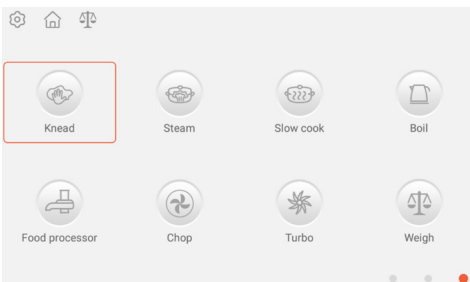 Knead
Steam
Slow cook
Boil
Food processor
Chop
Turbo
Weigh